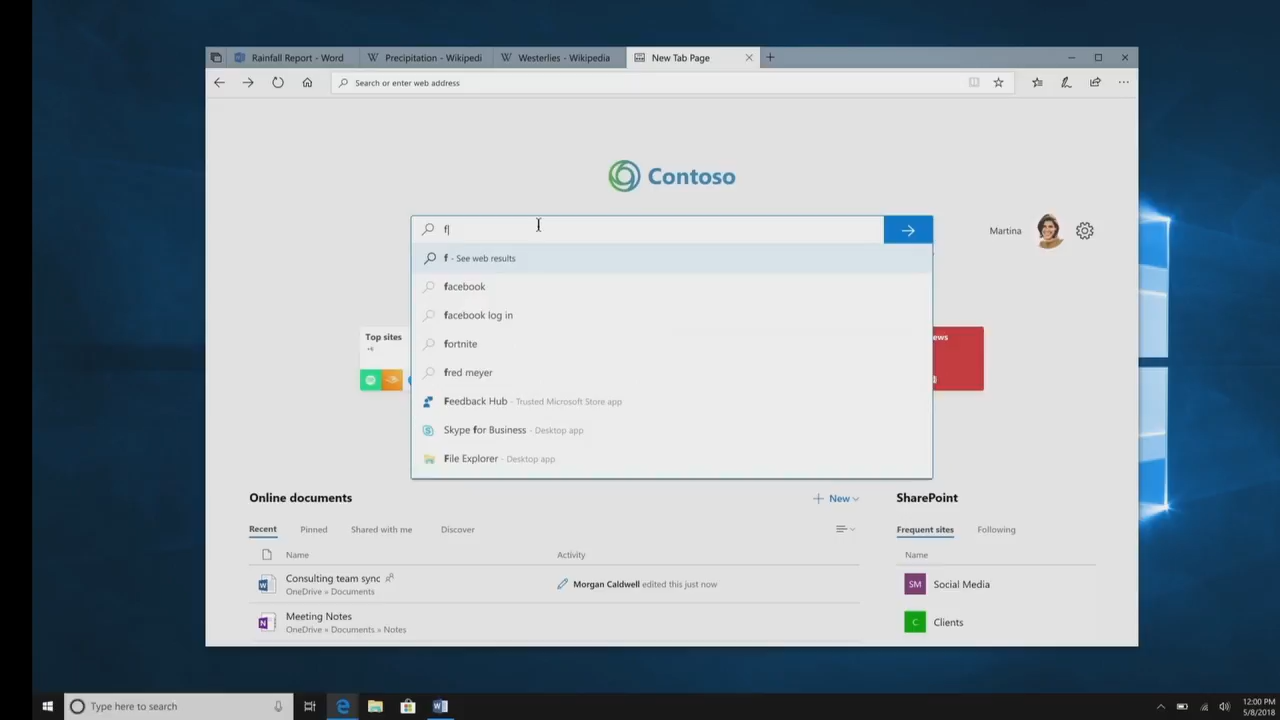 Rainfall Report - Word
Precipitation - Wikipedi
Westerlies - Wikipedia
New Tab Page
Search or enter web address
Contoso
f
Martina
f - See web results
facebook
facebook log in
fortnite
fred meyer
Feedback Hub - Trusted Microsoft Store app
Skype for Business - Desktop app
File Explorer - Desktop app
Top sites
ews
Online documents
New
SharePoint
Recent Pinned Shared with me Discover
Frequent sites Following
Name Activity
Name
Consulting team sync
OneDrive » Documents
Morgan Caldwell edited this just now
SM Social Media
Meeting Notes
OneDrive » Documents » Notes
C Clients
Type here to search
12:00 PM
5/8/2018